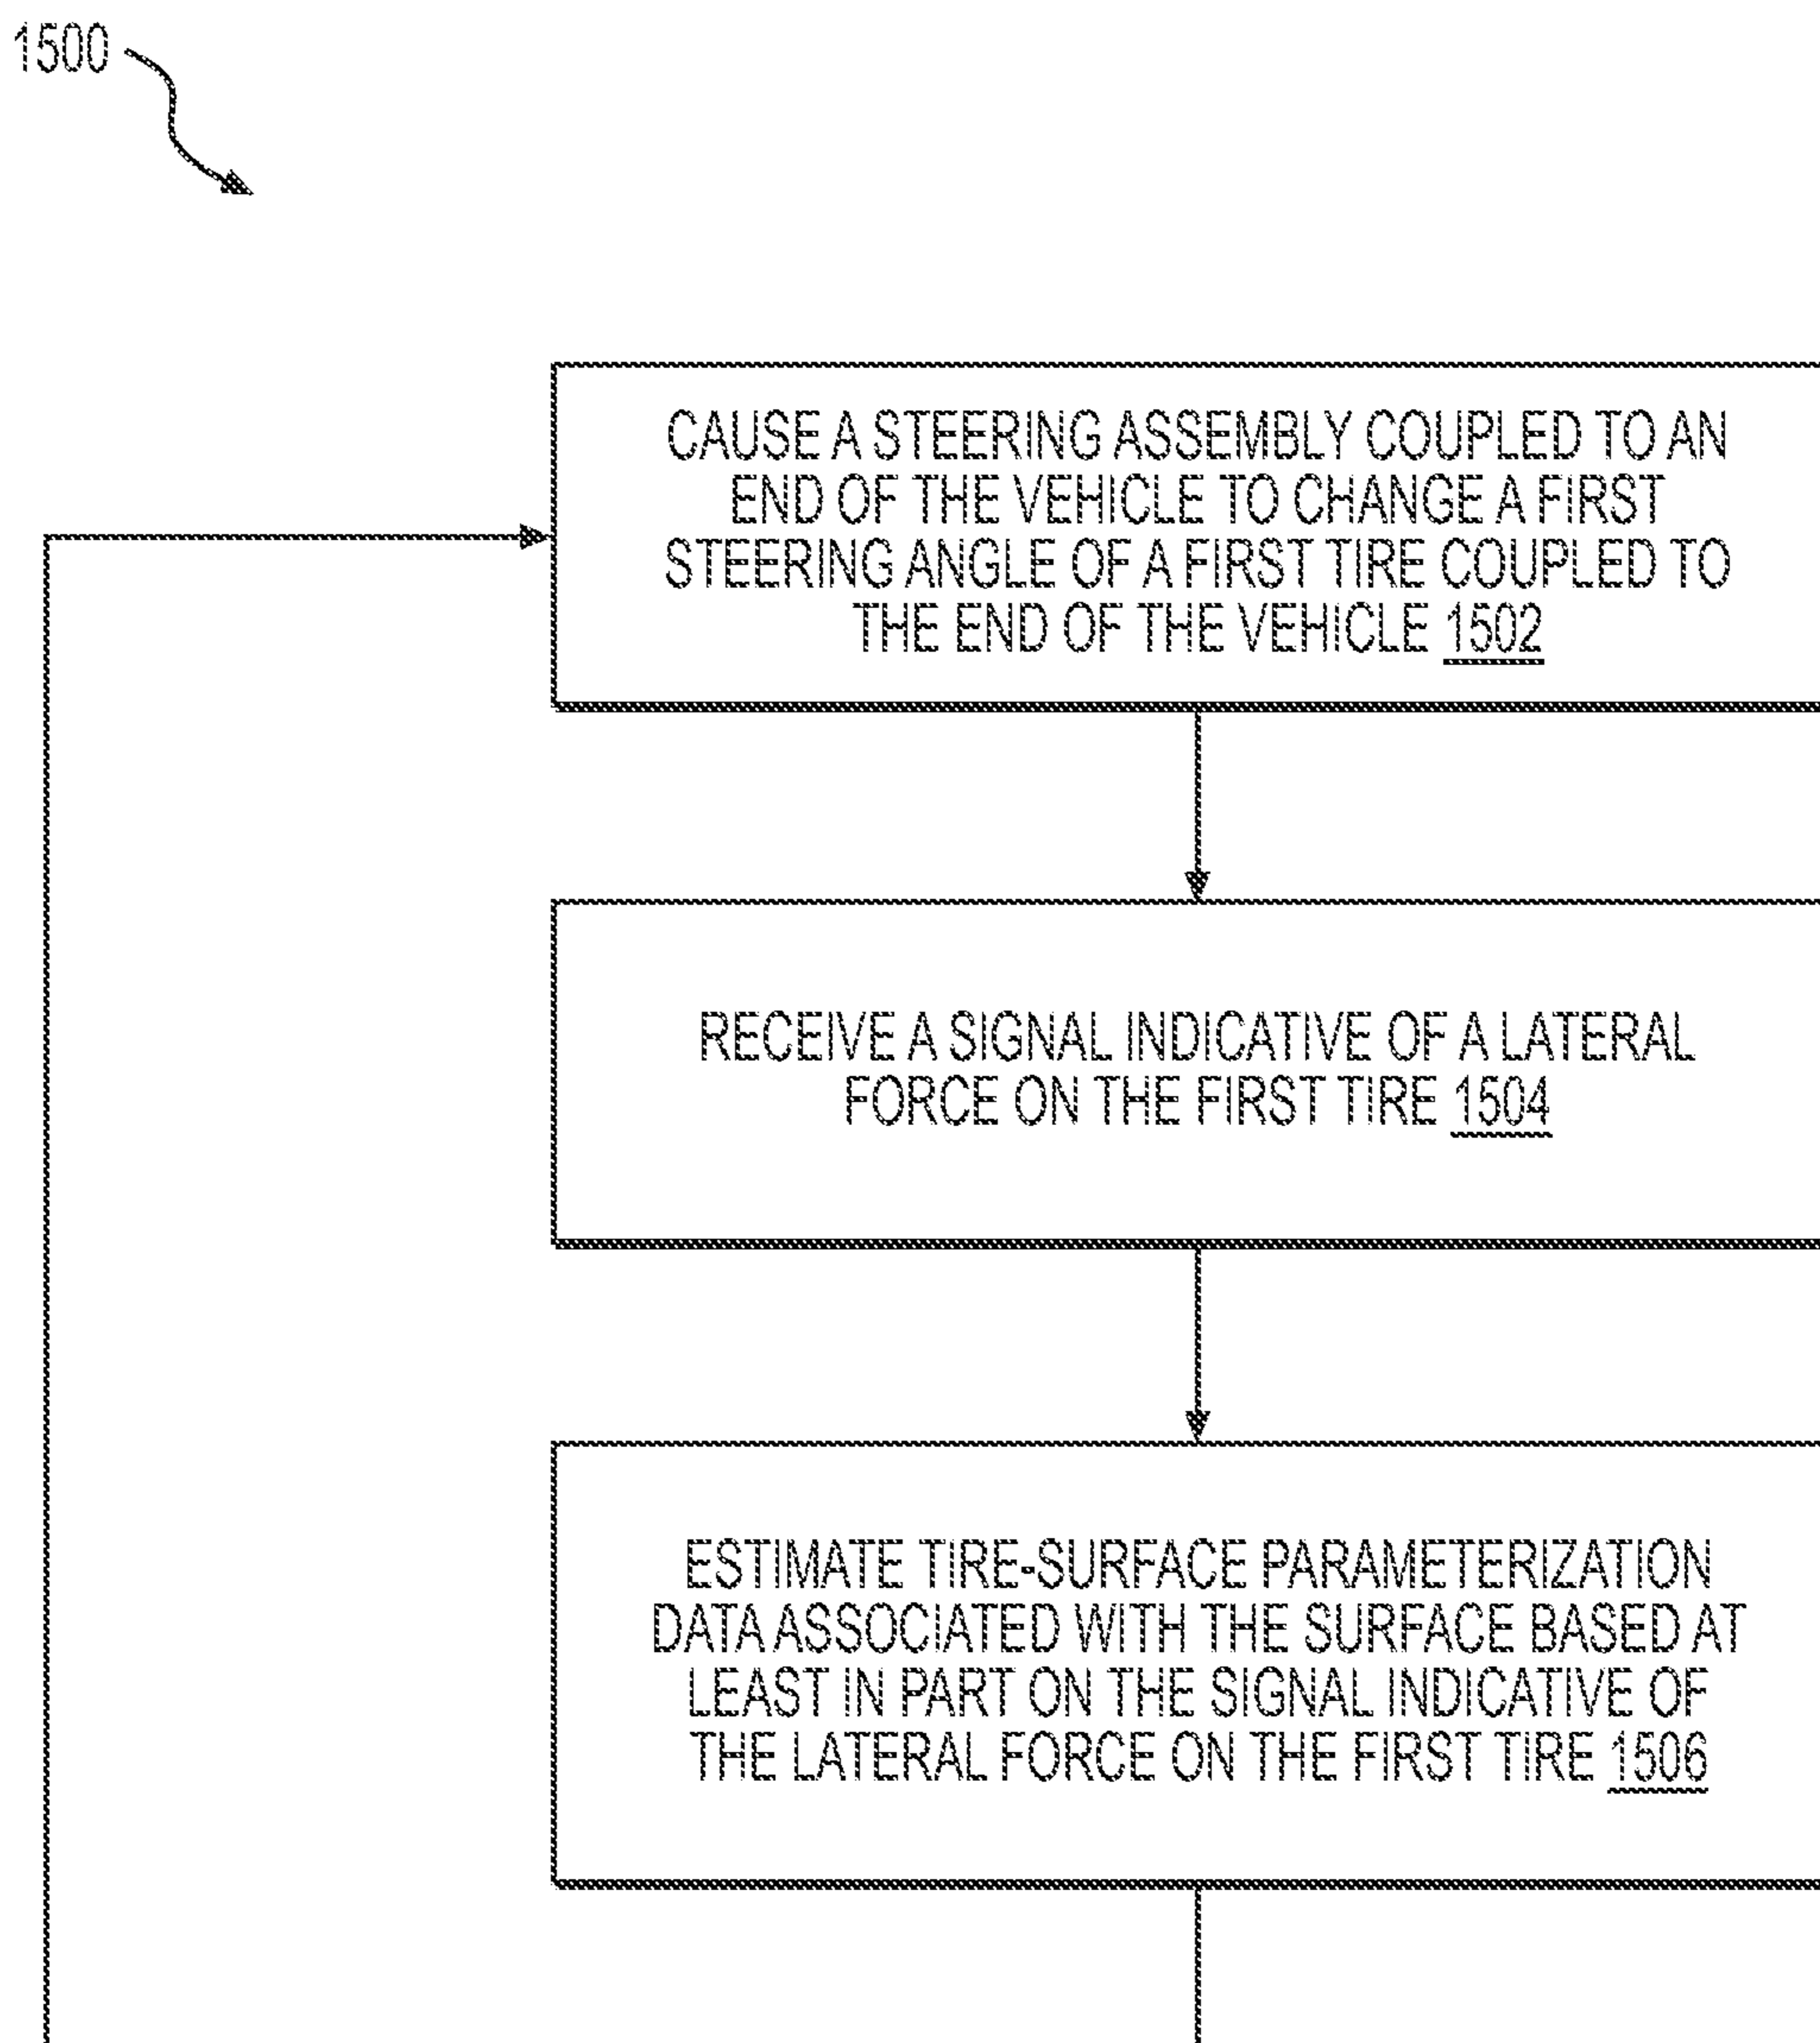 1500
CAUSE A STEERING ASSEMBLY COUPLED TO AN
END OF THE VEHICLE TO CHANGE A FIRST
STEERING ANGLE OF A FIRST TIRE COUPLED TO
THE END OF THE VEHICLE 1502
RECEIVE A SIGNAL INDICATIVE OF A LATERAL
FORCE ON THE FIRST TIRE 1504
ESTIMATE TIRE-SURFACE PARAMETERIZATION
DATA ASSOCIATED WITH THE SURFACE BASED AT
LEAST IN PART ON THE SIGNAL INDICATIVE OF
THE LATERAL FORCE ON THE FIRST TIRE 1506